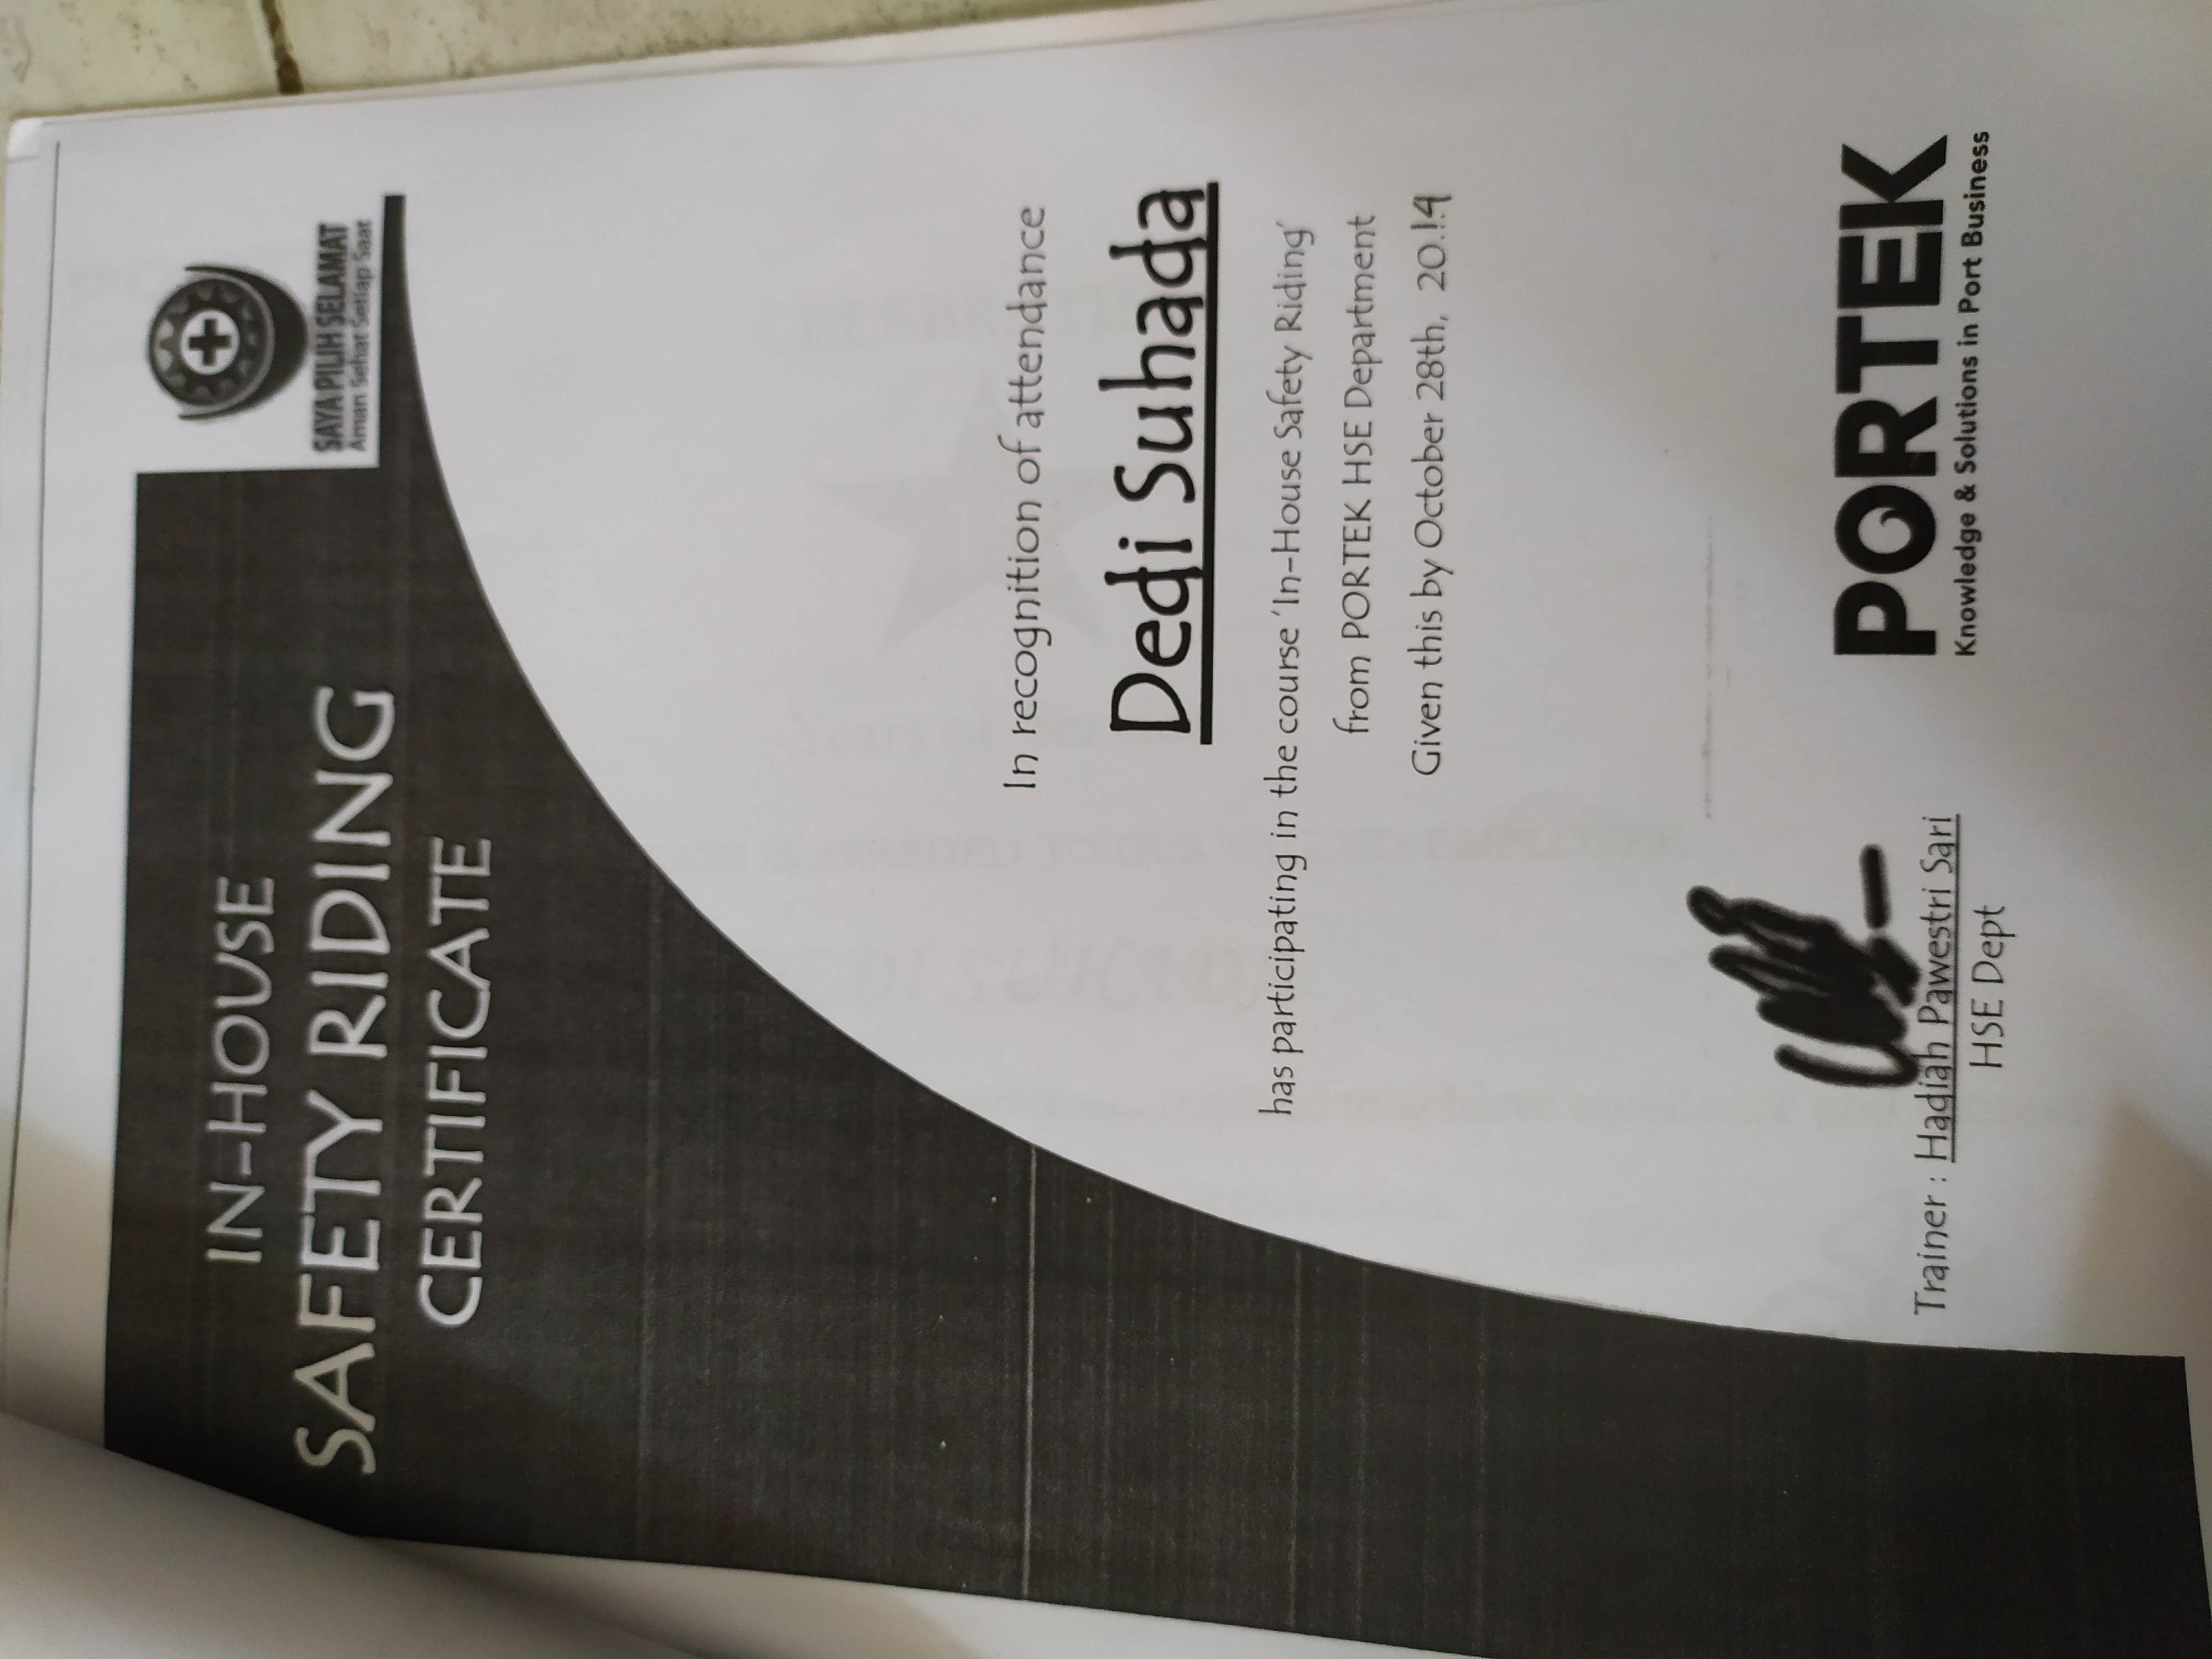 IN-HOUSE
SAFETY RIDING
CERTIFICATE
SAYA PILIH SELAMAT
Aman Sehat Setiap Saat
In recognition of attendance
Dedi Suhada
has participating in the course 'In-House Safety Riding'
from PORTEK HSE Department
Given this by October 28th, 20.14
Trainer : Hadiah Pawestri Sari
HSE Dept
PORTEK
Knowledge & Solutions in Port Business